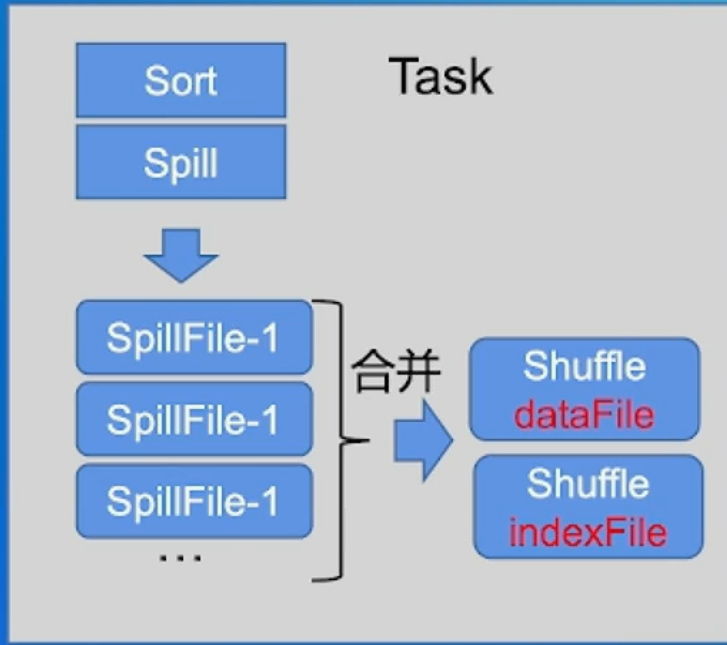 Task
Sort
Spill
SpillFile-1
SpillFile-1
SpillFile-1
...
合并
Shuffle
dataFile
Shuffle
indexFile